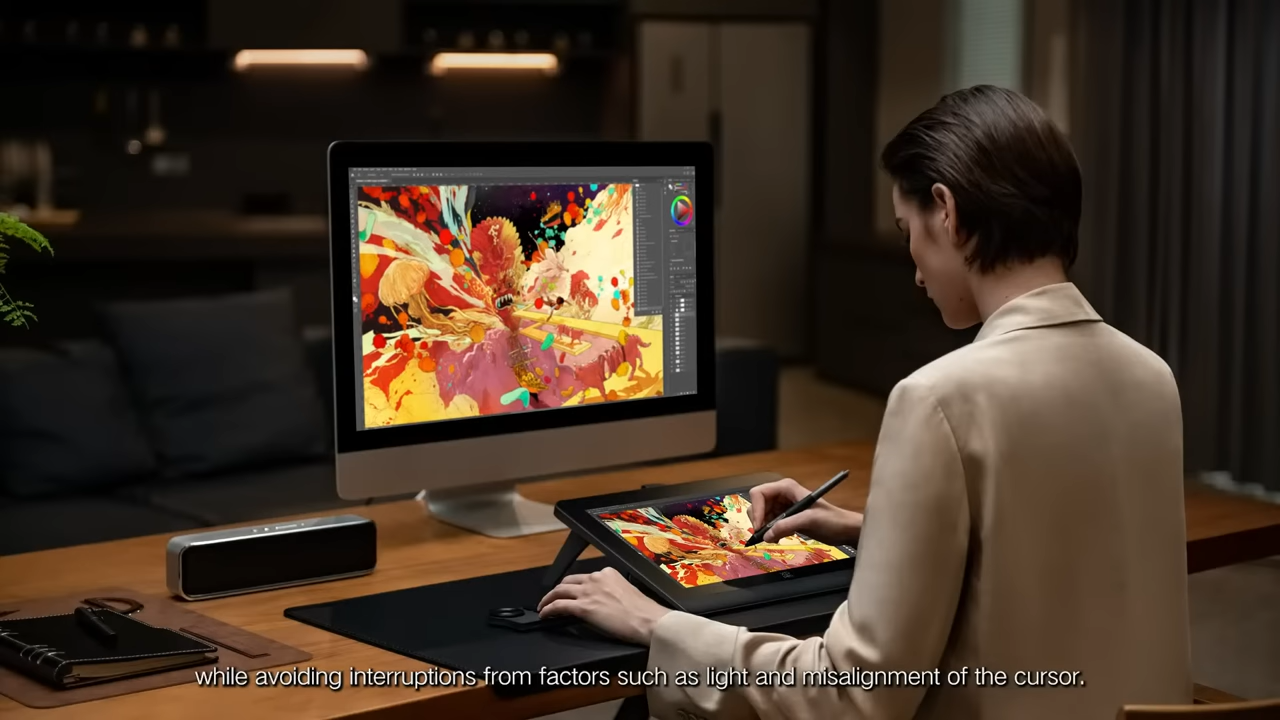 while avoiding interruptions from factors such as light and misalignment of the cursor.